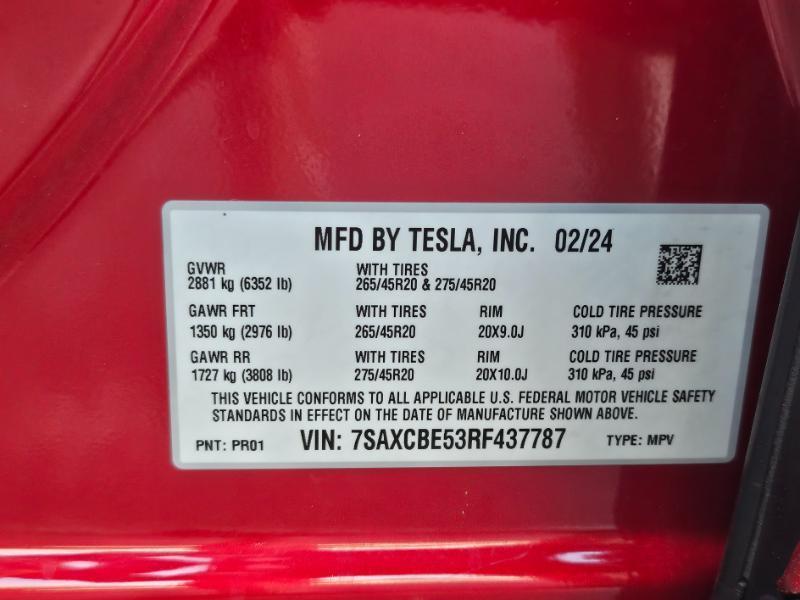 MFD BY TESLA, INC. 02/24
GVWR WITH TIRES
2881 kg (6352 lb) 265/45R20 & 275/45R20
GAWR FRT WITH TIRES RIM COLD TIRE PRESSURE
1350 kg (2976 lb) 265/45R20 20X9.0J 310 kPa, 45 psi
GAWR RR WITH TIRES RIM COLD TIRE PRESSURE
1727 kg (3808 lb) 275/45R20 20X10.0J 310 kPa, 45 psi
THIS VEHICLE CONFORMS TO ALL APPLICABLE U.S. FEDERAL MOTOR VEHICLE SAFETY
STANDARDS IN EFFECT ON THE DATE OF MANUFACTURE SHOWN ABOVE.
PNT: PR01 VIN: 7SAXCBE53RF437787 TYPE: MPV